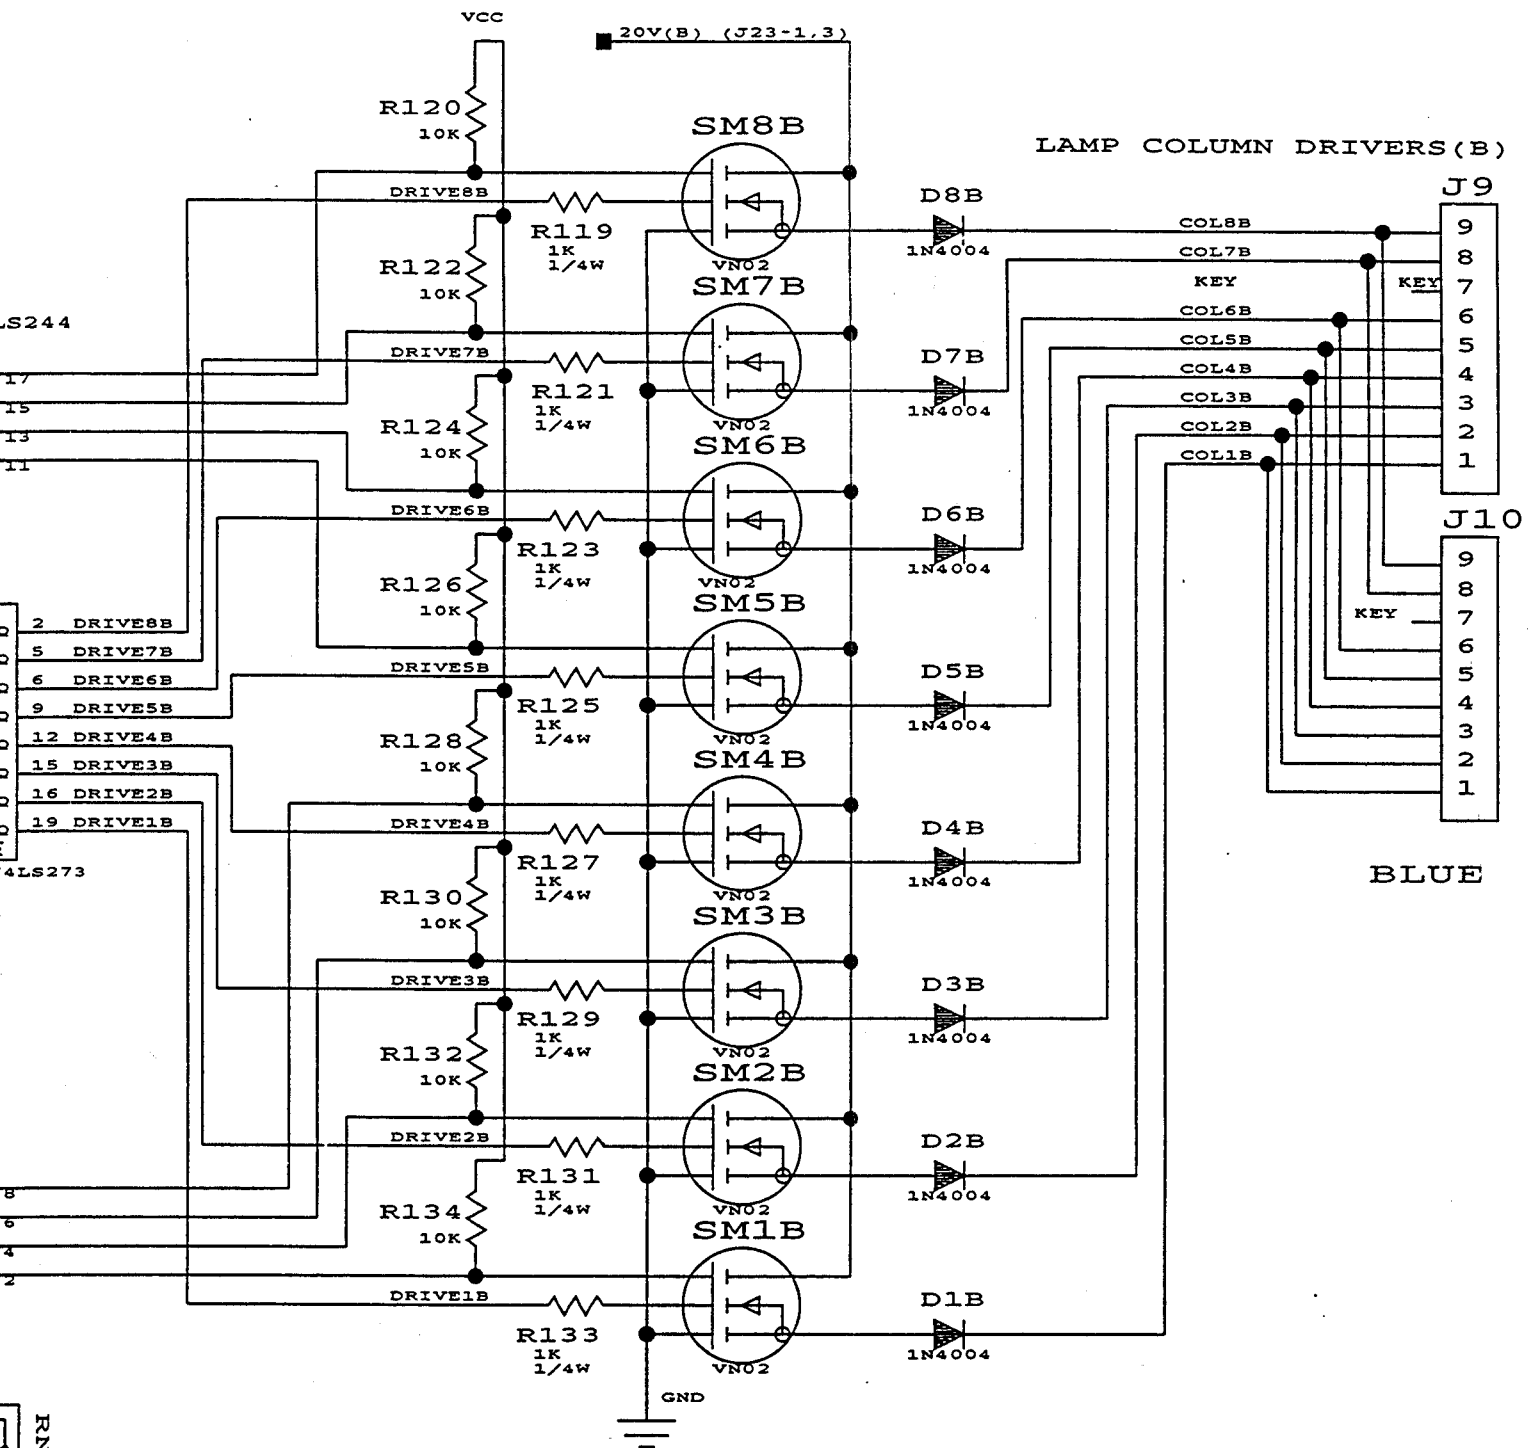 VCC
20V(B) (J23-1,3)
R120
10K
SM8B
LAMP COLUMN DRIVERS(B)
J9
DRIVE8B
R119
1K
1/4W
VN02
D8B
1N4004
COL8B
9
COL7B
8
KEY
KEY
7
COL6B
6
COL5B
5
COL4B
4
COL3B
3
COL2B
2
COL1B
1
R122
10K
SM7B
LS244
DRIVE7B
R121
1K
1/4W
VN02
D7B
1N4004
17
15
13
11
R124
10K
SM6B
DRIVE6B
R123
1K
1/4W
VN02
D6B
1N4004
J10
9
8
KEY
7
6
5
4
3
2
1
BLUE
R126
10K
SM5B
2 DRIVE8B
5 DRIVE7B
6 DRIVE6B
9 DRIVE5B
12 DRIVE4B
15 DRIVE3B
16 DRIVE2B
19 DRIVE1B
4LS273
DRIVE5B
R125
1K
1/4W
VN02
D5B
1N4004
R128
10K
SM4B
DRIVE4B
R127
1K
1/4W
VN02
D4B
1N4004
R130
10K
SM3B
DRIVE3B
R129
1K
1/4W
VN02
D3B
1N4004
R132
10K
SM2B
DRIVE2B
R131
1K
1/4W
VN02
D2B
1N4004
8
6
4
2
R134
10K
SM1B
DRIVE1B
R133
1K
1/4W
VN02
D1B
1N4004
GND
RN